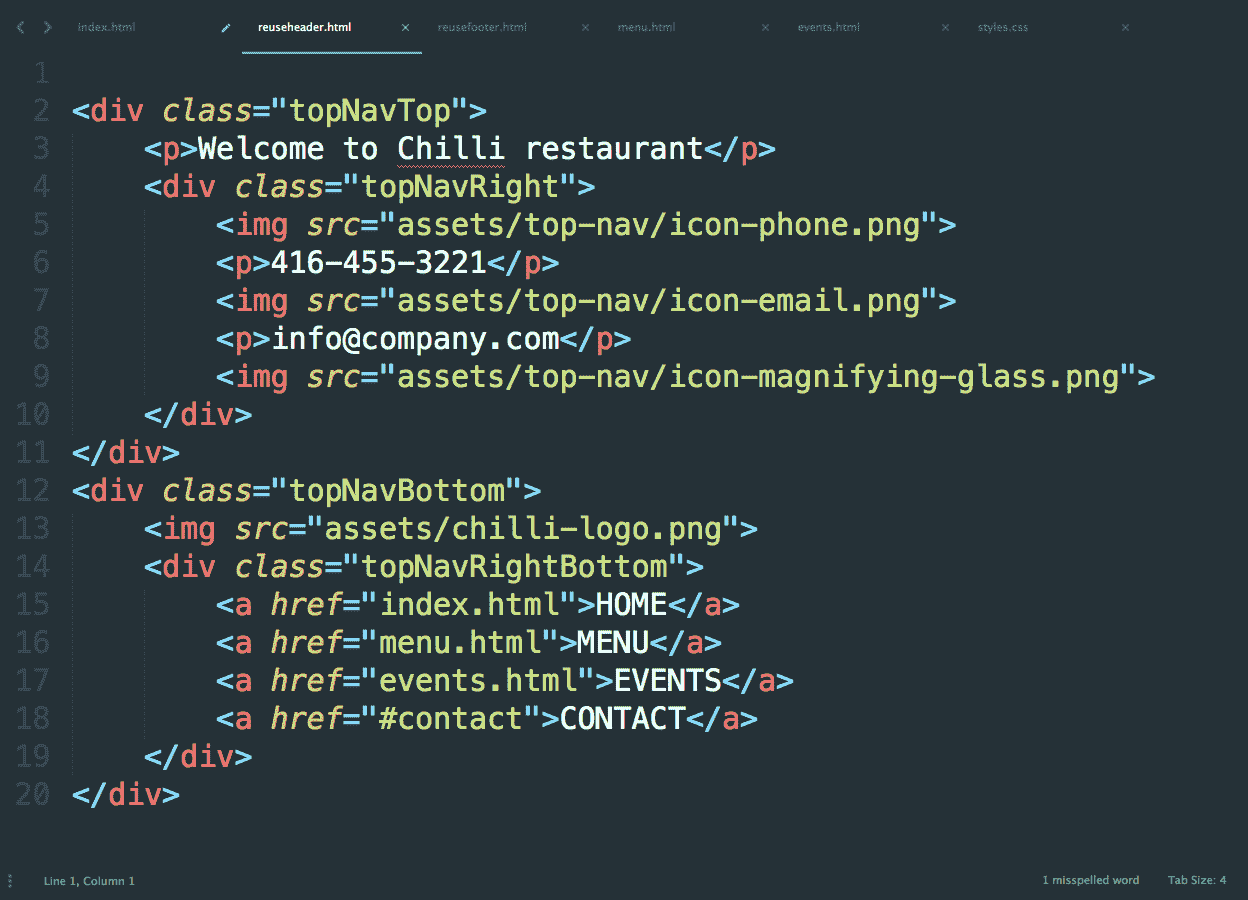 index.html reuseheader.html × reusefooter.html × menu.html × events.html × styles.css ×
1
2 <div class="topNavTop">
3     <p>Welcome to Chilli restaurant</p>
4     <div class="topNavRight">
5         <img src="assets/top-nav/icon-phone.png">
6         <p>416-455-3221</p>
7         <img src="assets/top-nav/icon-email.png">
8         <p>info@company.com</p>
9         <img src="assets/top-nav/icon-magnifying-glass.png">
10     </div>
11 </div>
12 <div class="topNavBottom">
13     <img src="assets/chilli-logo.png">
14     <div class="topNavRightBottom">
15         <a href="index.html">HOME</a>
16         <a href="menu.html">MENU</a>
17         <a href="events.html">EVENTS</a>
18         <a href="#contact">CONTACT</a>
19     </div>
20 </div>
Line 1, Column 1 1 misspelled word Tab Size: 4